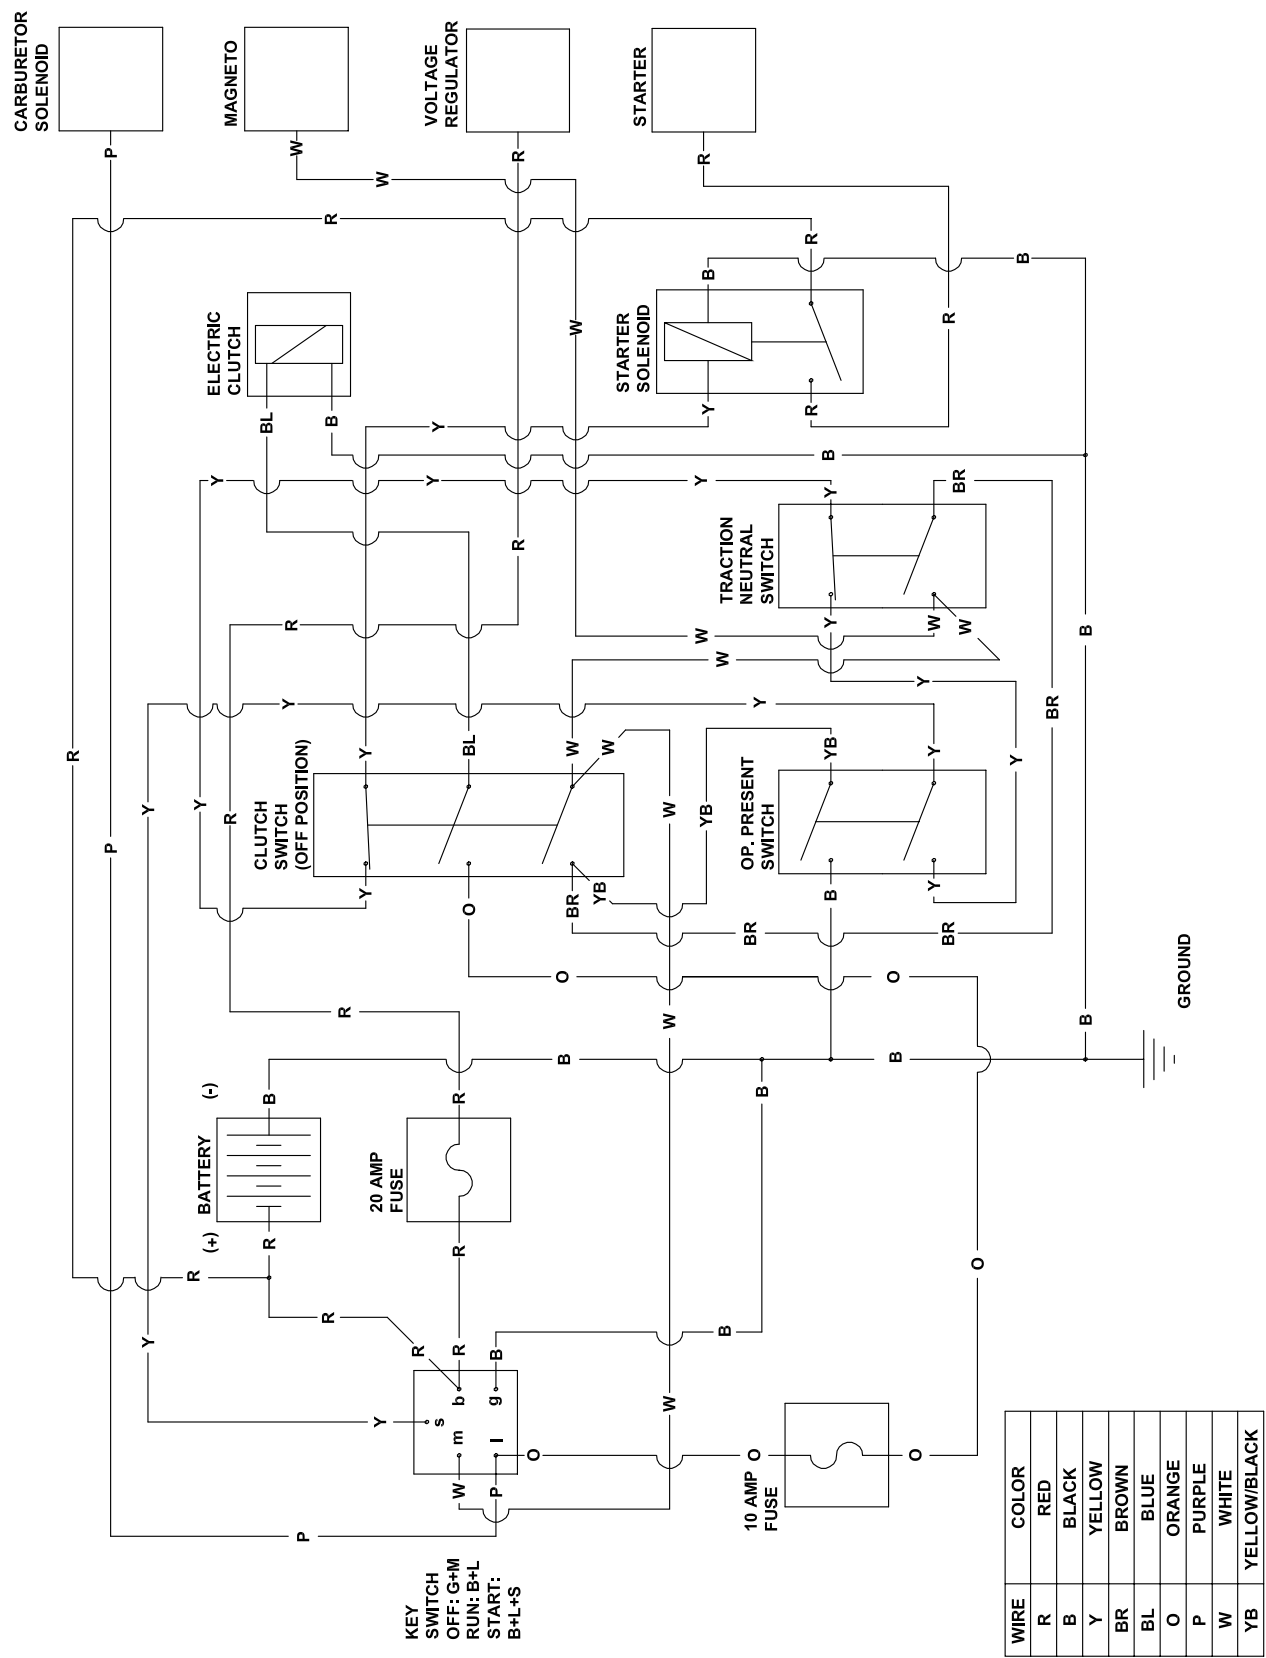 CARBURETOR
SOLENOID
P
MAGNETO
W
VOLTAGE
REGULATOR
R
STARTER
R
W
R
R
B
B
ELECTRIC
CLUTCH
BL
B
W
STARTER
SOLENOID
R
Y
R
Y
B
Y
Y
Y
Y
BR
TRACTION
NEUTRAL
SWITCH
R
Y
W
W
R
W
W
B
Y
Y
Y
BR
R
CLUTCH
SWITCH
(OFF POSITION)
Y
BL
W
W
YB
Y
OP. PRESENT
SWITCH
Y
Y
Y
R
P
W
YB
Y
O
BR
YB
B
Y
BR
BR
O
O
GROUND
R
W
B
B
B
B
(-)
BATTERY
(+)
B
R
20 AMP
FUSE
R
R
B
R
R
O
Y
R
R
R
B
B
KEY
SWITCH
OFF: G+M
RUN: B+L
START:
B+L+S
Y
s
b
g
m
l
W
P
O
W
P
10 AMP
FUSE
O
O
WIRE COLOR
R RED
B BLACK
Y YELLOW
BR BROWN
BL BLUE
O ORANGE
P PURPLE
W WHITE
YB YELLOW/BLACK